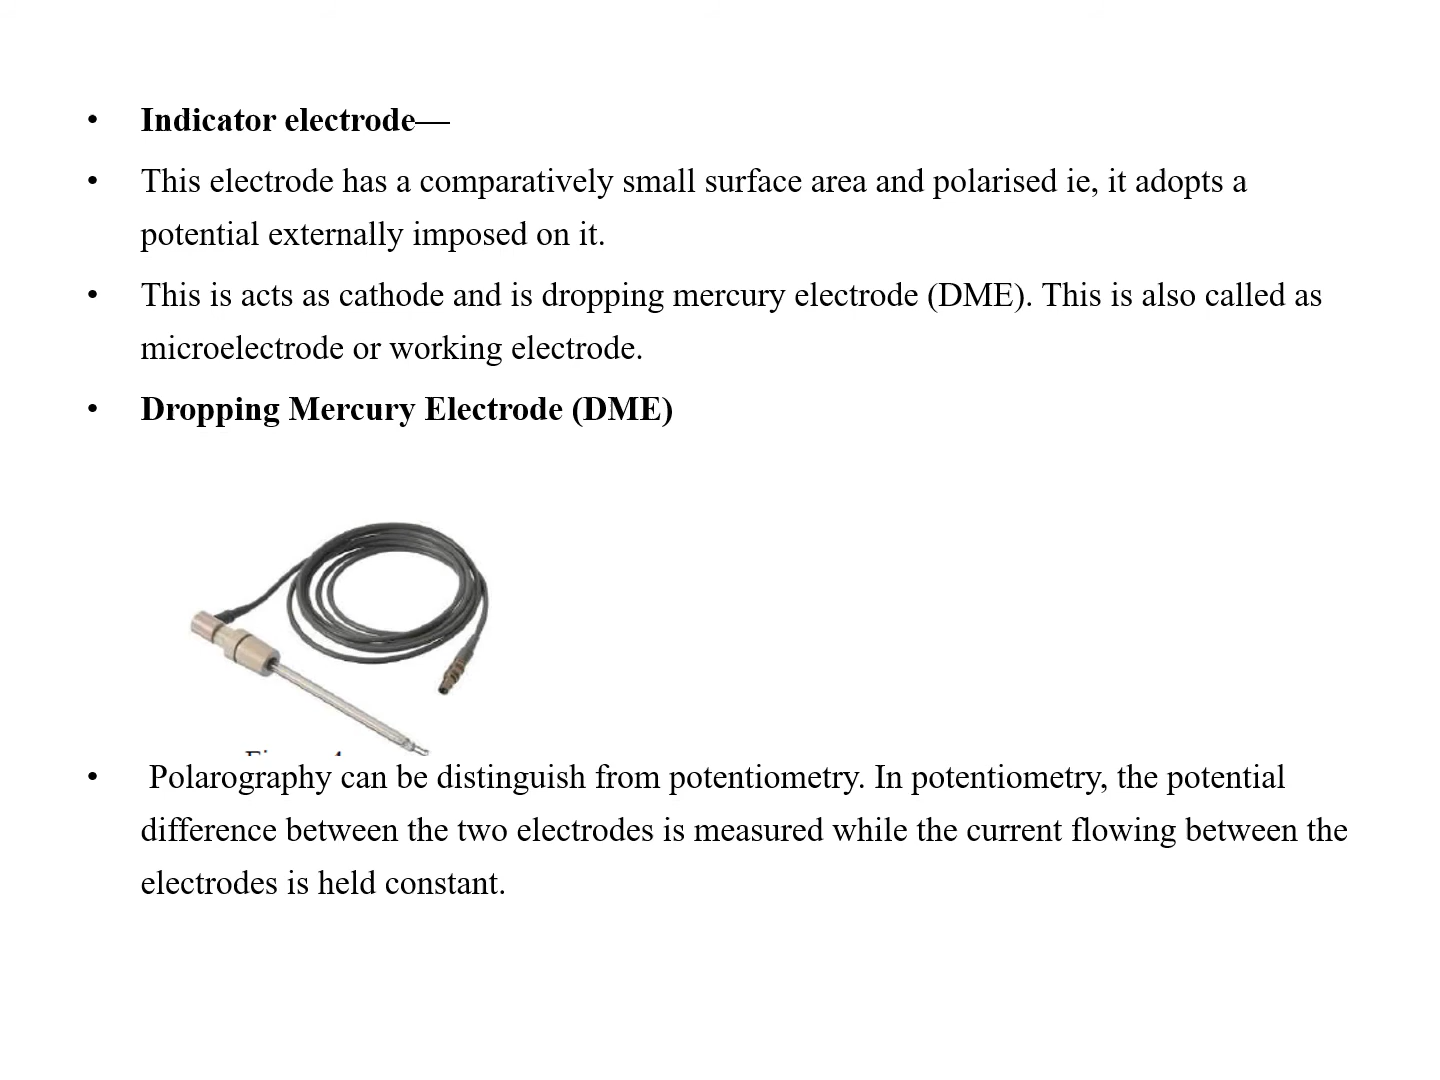 • Indicator electrode—
• This electrode has a comparatively small surface area and polarised ie, it adopts a
potential externally imposed on it.
• This is acts as cathode and is dropping mercury electrode (DME). This is also called as
microelectrode or working electrode.
• Dropping Mercury Electrode (DME)
• Polarography can be distinguish from potentiometry. In potentiometry, the potential
difference between the two electrodes is measured while the current flowing between the
electrodes is held constant.